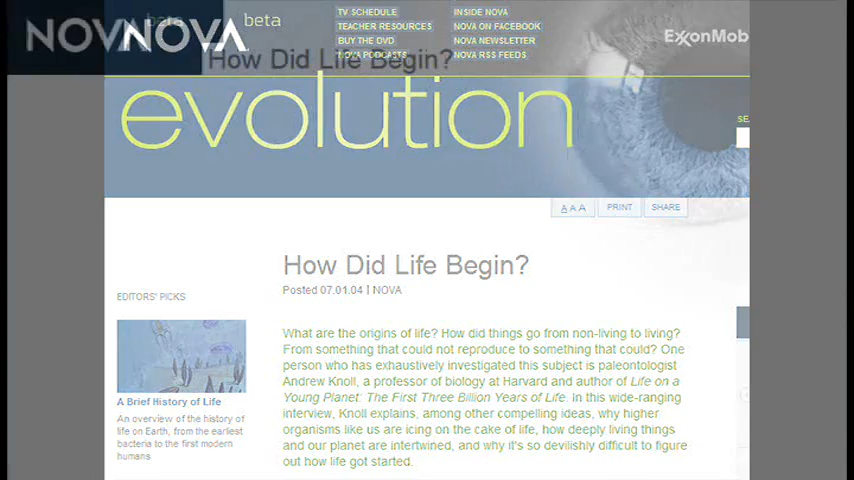 NOVNOVA beta beta
TV SCHEDULE
TEACHER RESOURCES
BUY THE DVD
NOVA PODCASTS
INSIDE NOVA
NOVA ON FACEBOOK
NOVA NEWSLETTER
NOVA RSS FEEDS
ExxonMob
How Did Life Begin?
evolution
SE
A A A PRINT SHARE
How Did Life Begin?
Posted 07.01.04 | NOVA
EDITORS' PICKS
A Brief History of Life
An overview of the history
of life on Earth, from the earliest
bacteria to the first modern
humans
What are the origins of life? How did things go from non-living to living?
From something that could not reproduce to something that could? One
person who has exhaustively investigated this subject is paleontologist
Andrew Knoll, a professor of biology at Harvard and author of Life on a
Young Planet: The First Three Billion Years of Life. In this wide-ranging
interview, Knoll explains, among other compelling ideas, why higher
organisms like us are icing on the cake of life, how deeply living things
and our planet are intertwined, and why it's so devilishly difficult to figure
out how life got started.